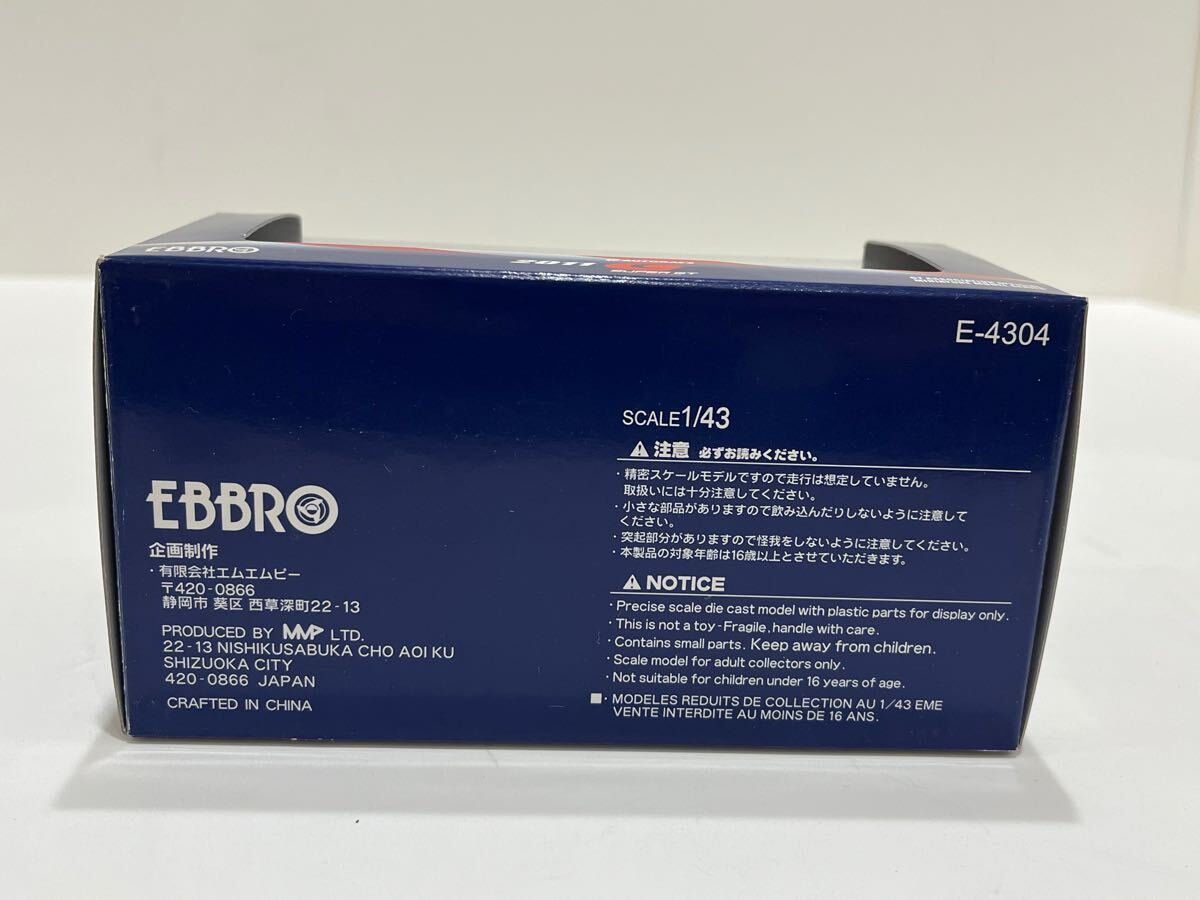 EBBRO
2011
E-4304
SCALE 1/43
注意 必ずお読みください。
・精密スケールモデルですので走行は想定していません。
取扱いには十分注意してください。
・小さな部品がありますので飲み込んだりしないように注意して
ください。
・突起部分がありますので怪我をしないように注意してください。
・本製品の対象年齢は16歳以上とさせていただきます。
NOTICE
・Precise scale die cast model with plastic parts for display only.
・This is not a toy - Fragile, handle with care.
・Contains small parts. Keep away from children.
・Scale model for adult collectors only.
・Not suitable for children under 16 years of age.
■・MODELES REDUITS DE COLLECTION AU 1/43 EME
VENTE INTERDITE AU MOINS DE 16 ANS.
EBBRO
企画制作
・有限会社エムエムピー
〒420-0866
静岡市 葵区 西草深町22-13
PRODUCED BY MMP LTD.
22-13 NISHIKUSABUKA CHO AOI KU
SHIZUOKA CITY
420-0866 JAPAN
CRAFTED IN CHINA